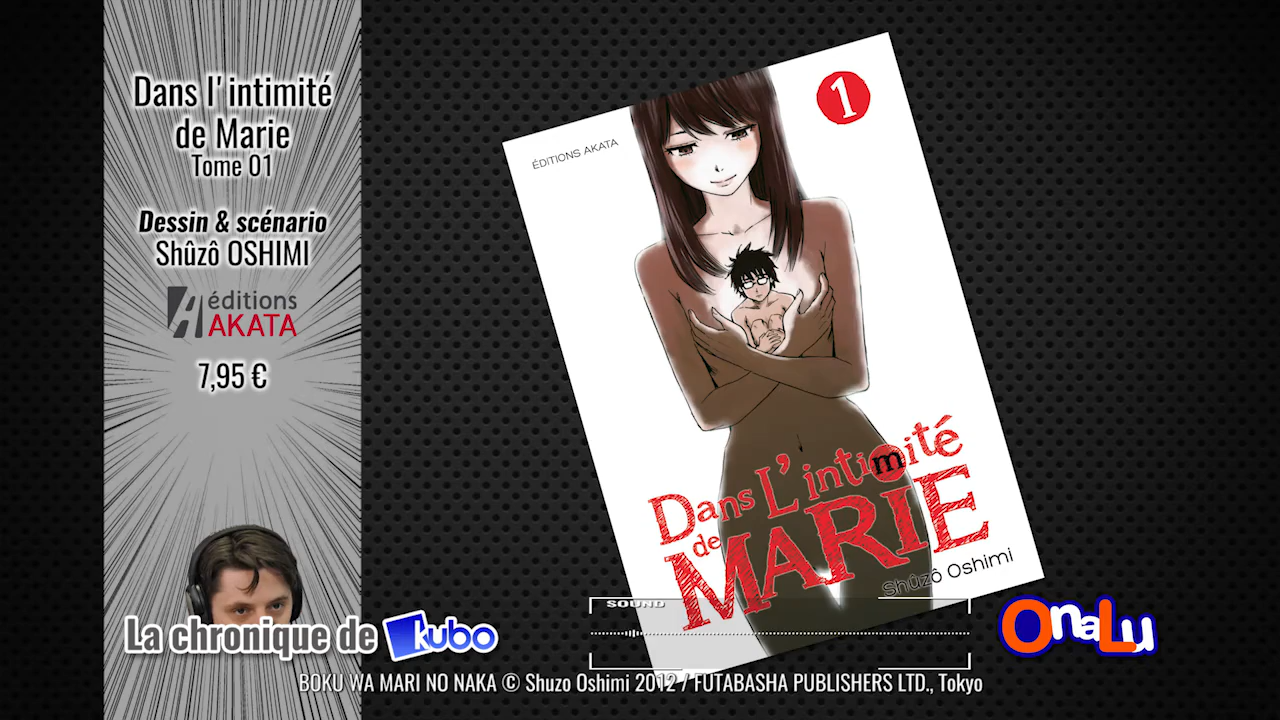 Dans l'intimité
de Marie
Tome 01
Dessin & scénario
Shûzô OSHIMI
éditions
AKATA
7,95 €
La chronique de kubo
ÉDITIONS AKATA
1
Dans L'intimité
de
MARIE
Shûzô Oshimi
SOUND
OnaLu
BOKU WA MARI NO NAKA © Shuzo Oshimi 2012 / FUTABASHA PUBLISHERS LTD., Tokyo